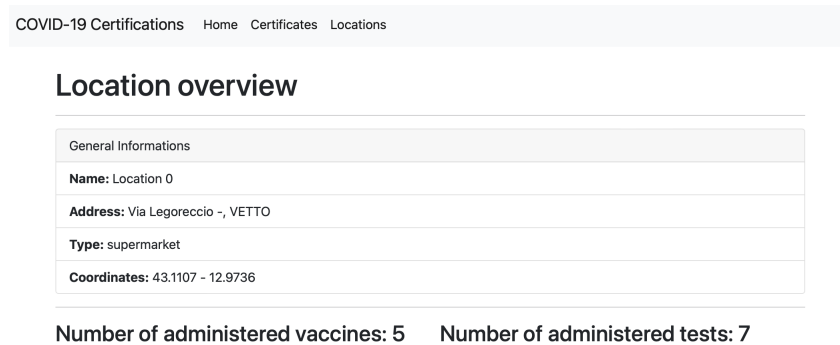 COVID-19 Certifications Home Certificates Locations
Location overview
General Informations
Name: Location 0
Address: Via Legoreccio -, VETTO
Type: supermarket
Coordinates: 43.1107 - 12.9736
Number of administered vaccines: 5 Number of administered tests: 7